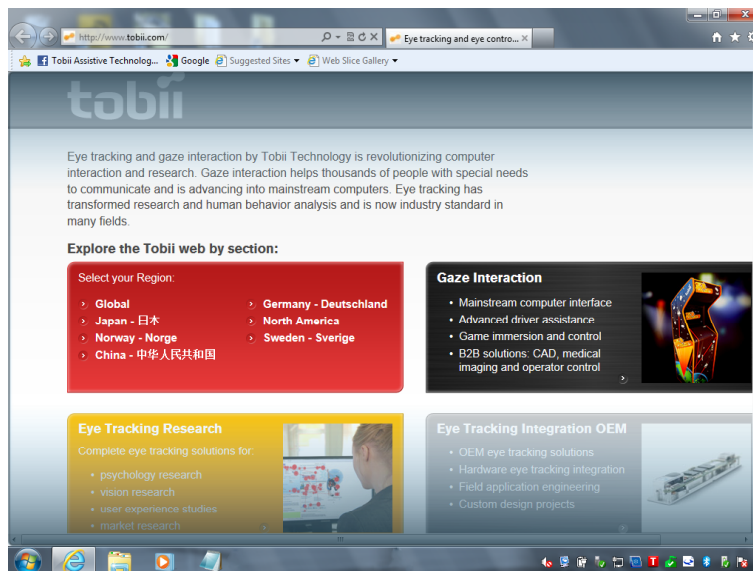 http://www.tobii.com/
Eye tracking and eye contro...
Tobii Assistive Technolog...
Google
Suggested Sites
Web Slice Gallery
tobii
Eye tracking and gaze interaction by Tobii Technology is revolutionizing computer
interaction and research. Gaze interaction helps thousands of people with special needs
to communicate and is advancing into mainstream computers. Eye tracking has
transformed research and human behavior analysis and is now industry standard in
many fields.
Explore the Tobii web by section:
Select your Region:
Global
Japan - 日本
Norway - Norge
China - 中华人民共和国
Germany - Deutschland
North America
Sweden - Sverige
Gaze Interaction
• Mainstream computer interface
• Advanced driver assistance
• Game immersion and control
• B2B solutions: CAD, medical
imaging and operator control
Eye Tracking Research
Complete eye tracking solutions for:
• psychology research
• vision research
• user experience studies
• market research
Eye Tracking Integration OEM
• OEM eye tracking solutions
• Hardware eye tracking integration
• Field application engineering
• Custom design projects